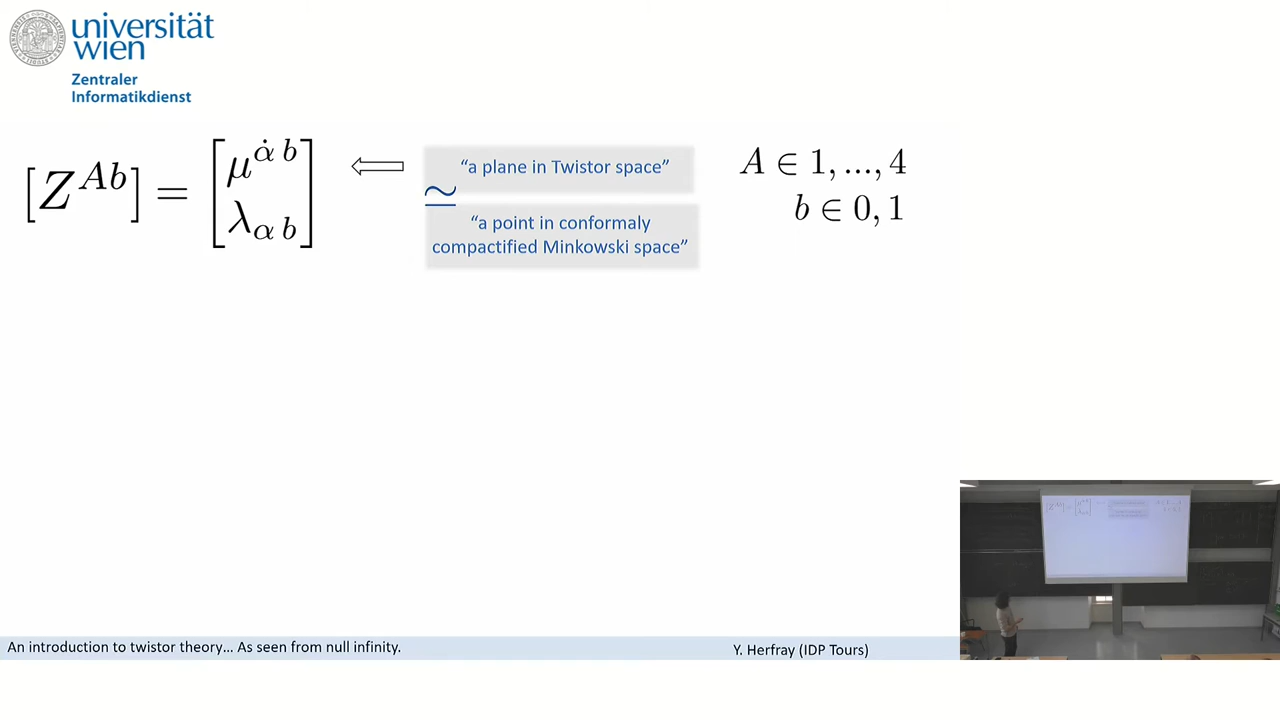 universität
wien
Zentraler
Informatikdienst
[Z^{Ab}] = [μ^{α̇ b} λ_{α b}]
⇐
“a plane in Twistor space”
≃
“a point in conformaly
compactified Minkowski space”
A ∈ 1, ..., 4
b ∈ 0, 1
An introduction to twistor theory... As seen from null infinity.
Y. Herfray (IDP Tours)